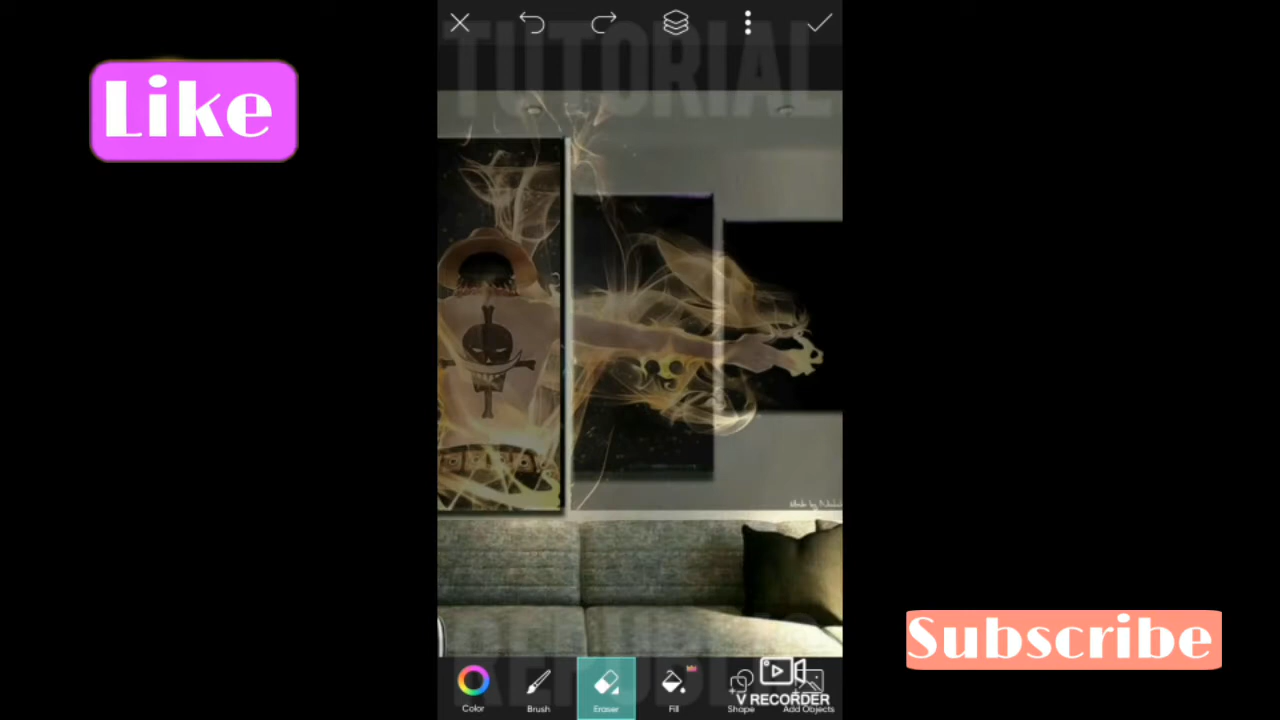 TUTORIAL
Like
Subscribe
Color
Brush
Eraser
Fill
Shape
Add Objects
V RECORDER